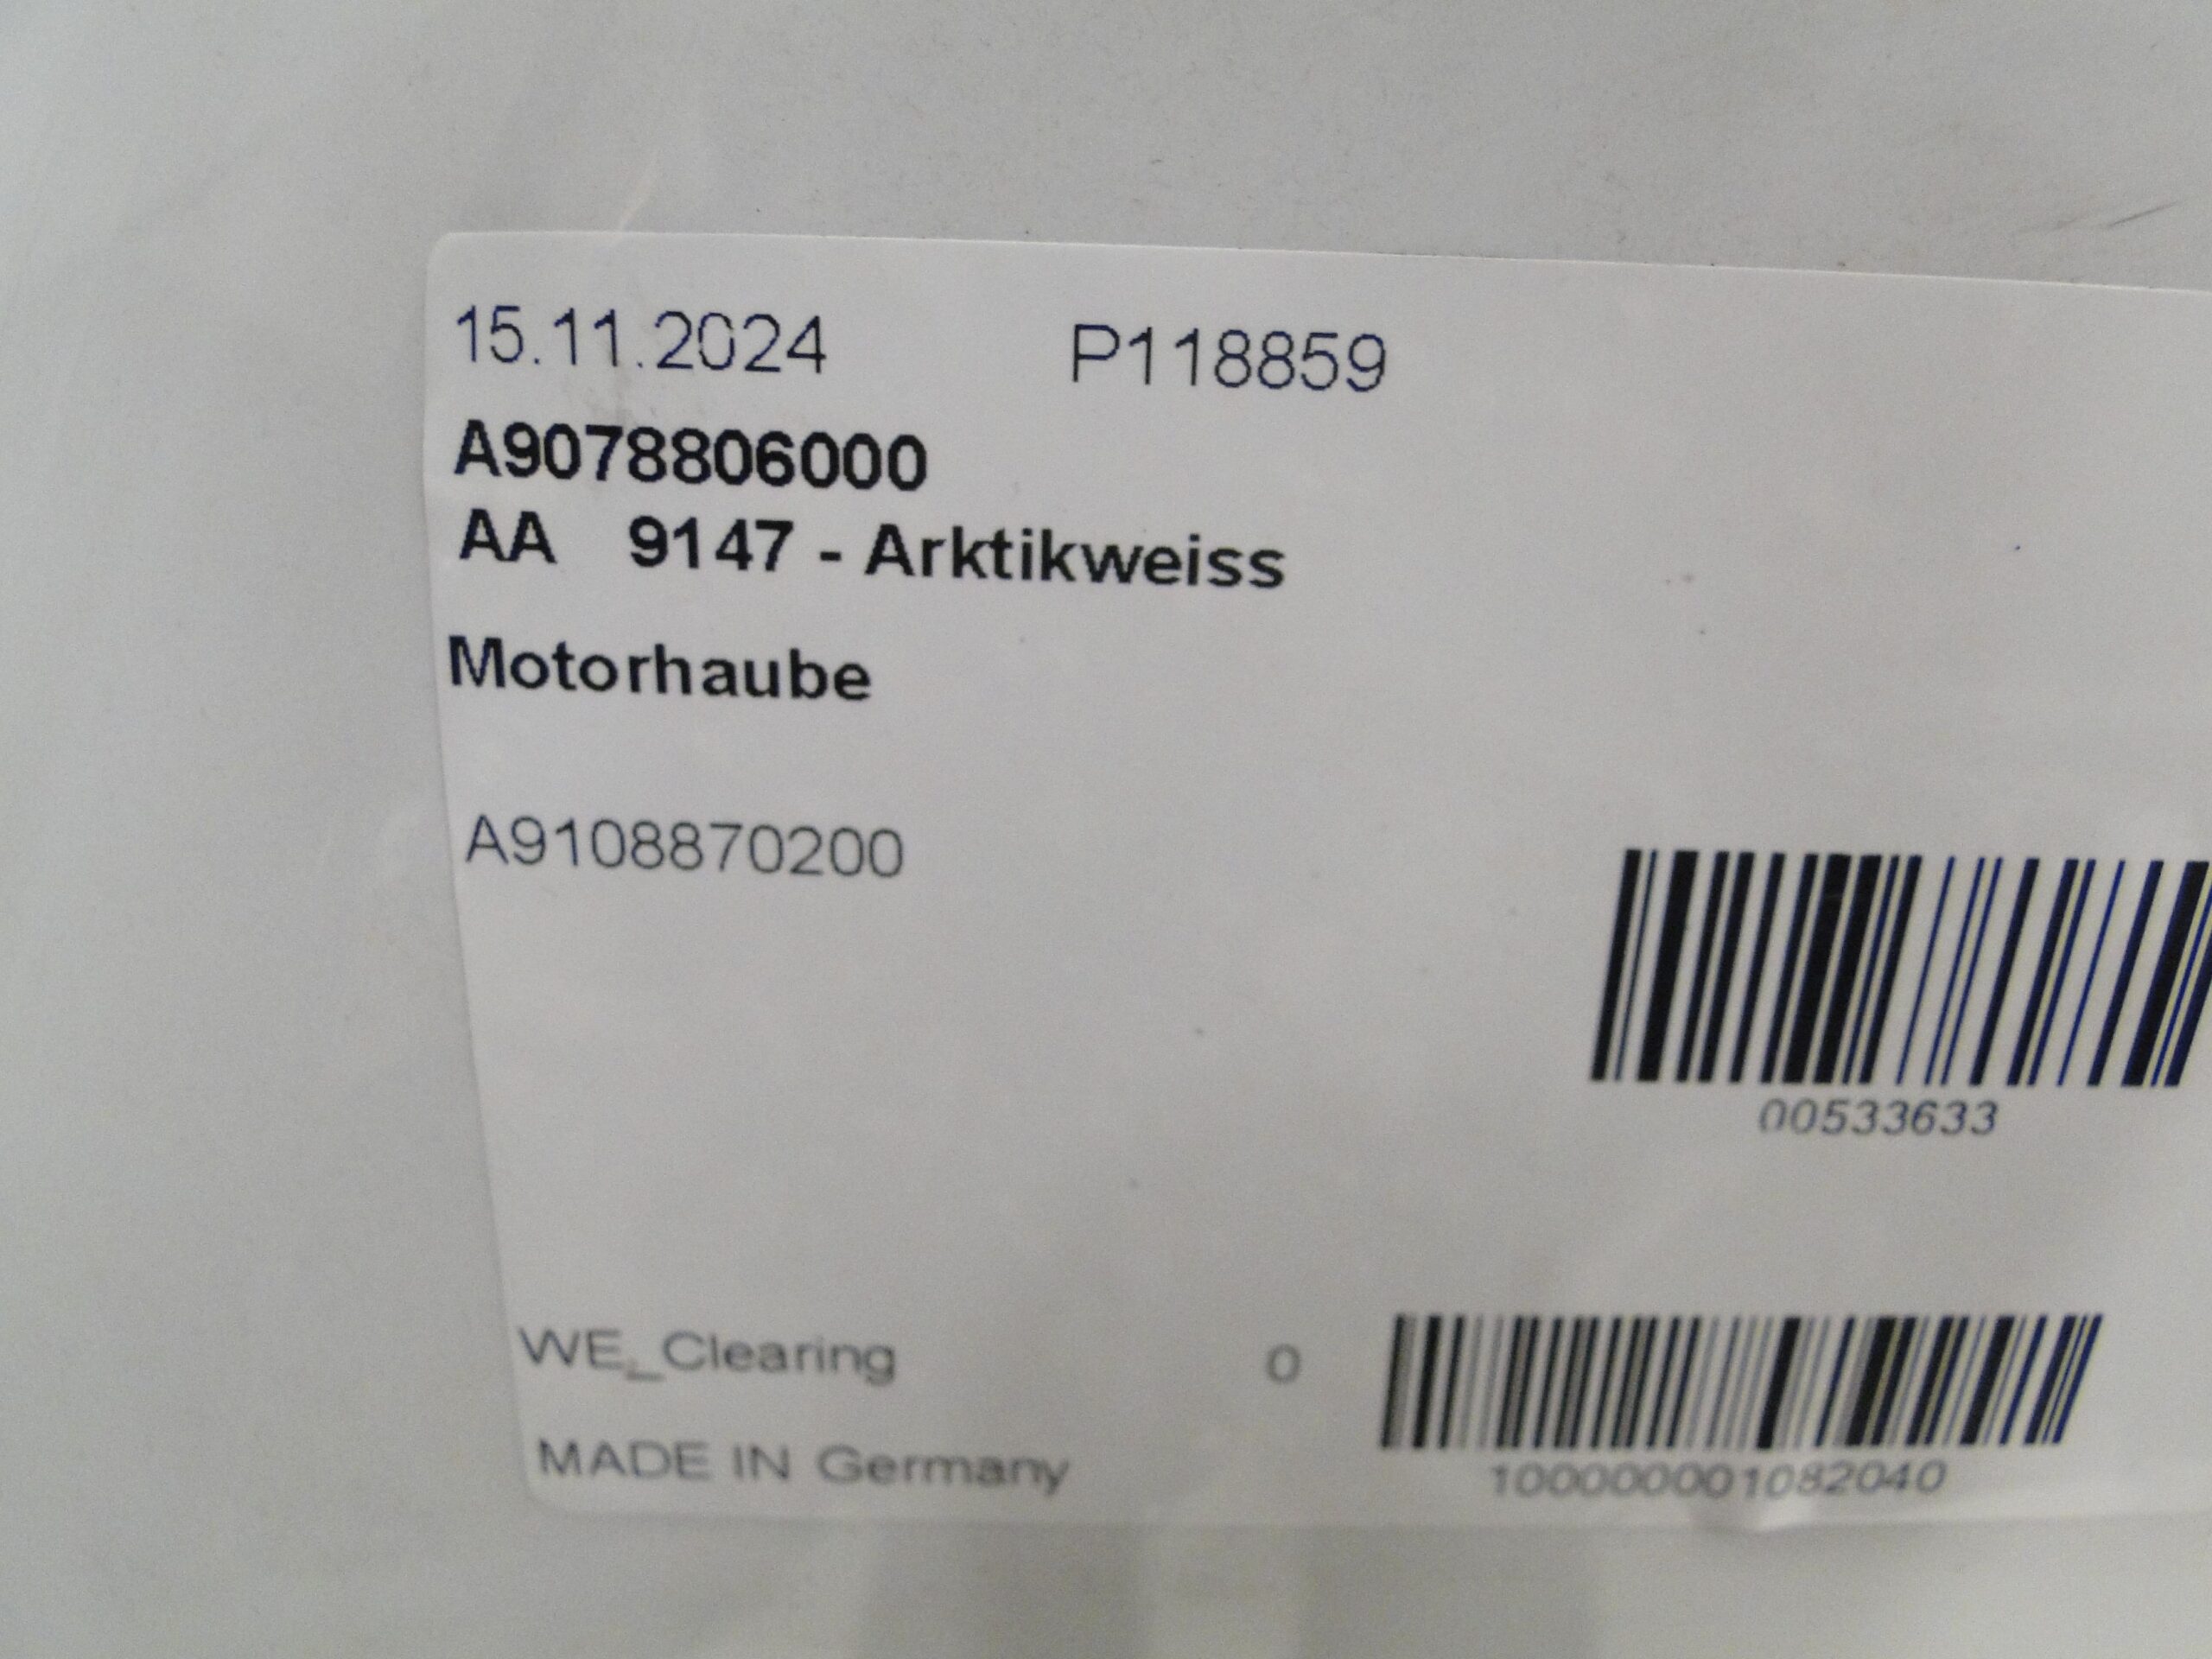 15.11.2024 P118859
A9078806000
AA 9147 - Arktikweiss
Motorhaube
A9108870200
00533633
WE_Clearing 0
MADE IN Germany
100000001082040